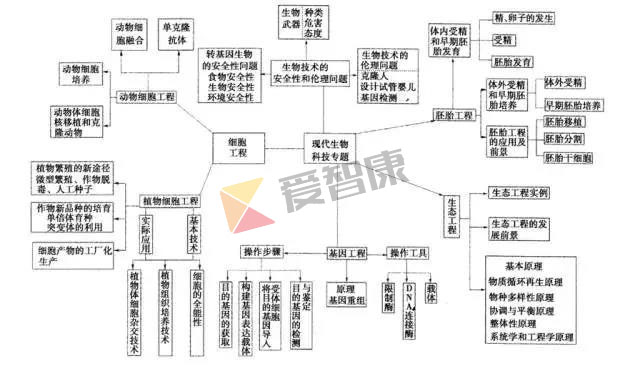 生物
武器
种类
危害
态度
精、卵子的发生
动物细
胞融合
单克隆
抗体
体内受精
和早期胚
胎发育
受精
胚胎发育
转基因生物
的安全性问题
食物安全性
生物安全性
环境安全性
生物技术的
安全性和伦理问题
生物技术的
伦理问题
克隆人
设计试管婴儿
基因检测
动物细胞
培养
动物细胞工程
动物体细胞
核移植和克
隆动物
胚胎工程
体外受精
和早期胚
胎培养
体外受精
早期胚胎培养
胚胎工程
的应用及
前景
胚胎移植
胚胎分割
胚胎干细胞
细胞
工程
现代生物
科技专题
爱智康
植物繁殖的新途径
微型繁殖、作物脱
毒、人工种子
植物细胞工程
作物新品种的培育
单倍体育种
突变体的利用
细胞产物的工厂化
生产
实际应用
基本技术
植物体细胞杂交技术
植物组织培养技术
细胞的全能性
生态工程
生态工程实例
生态工程的发
展前景
基本原理
物质循环再生原理
物种多样性原理
协调与平衡原理
整体性原理
系统学和工程学原理
操作步骤
基因工程
操作工具
目的基因的获取
构建基因表达载体
将目的基因导入
受体细胞
目的基因的检测
与鉴定
原理
基因重组
限制酶
DNA连接酶
载体